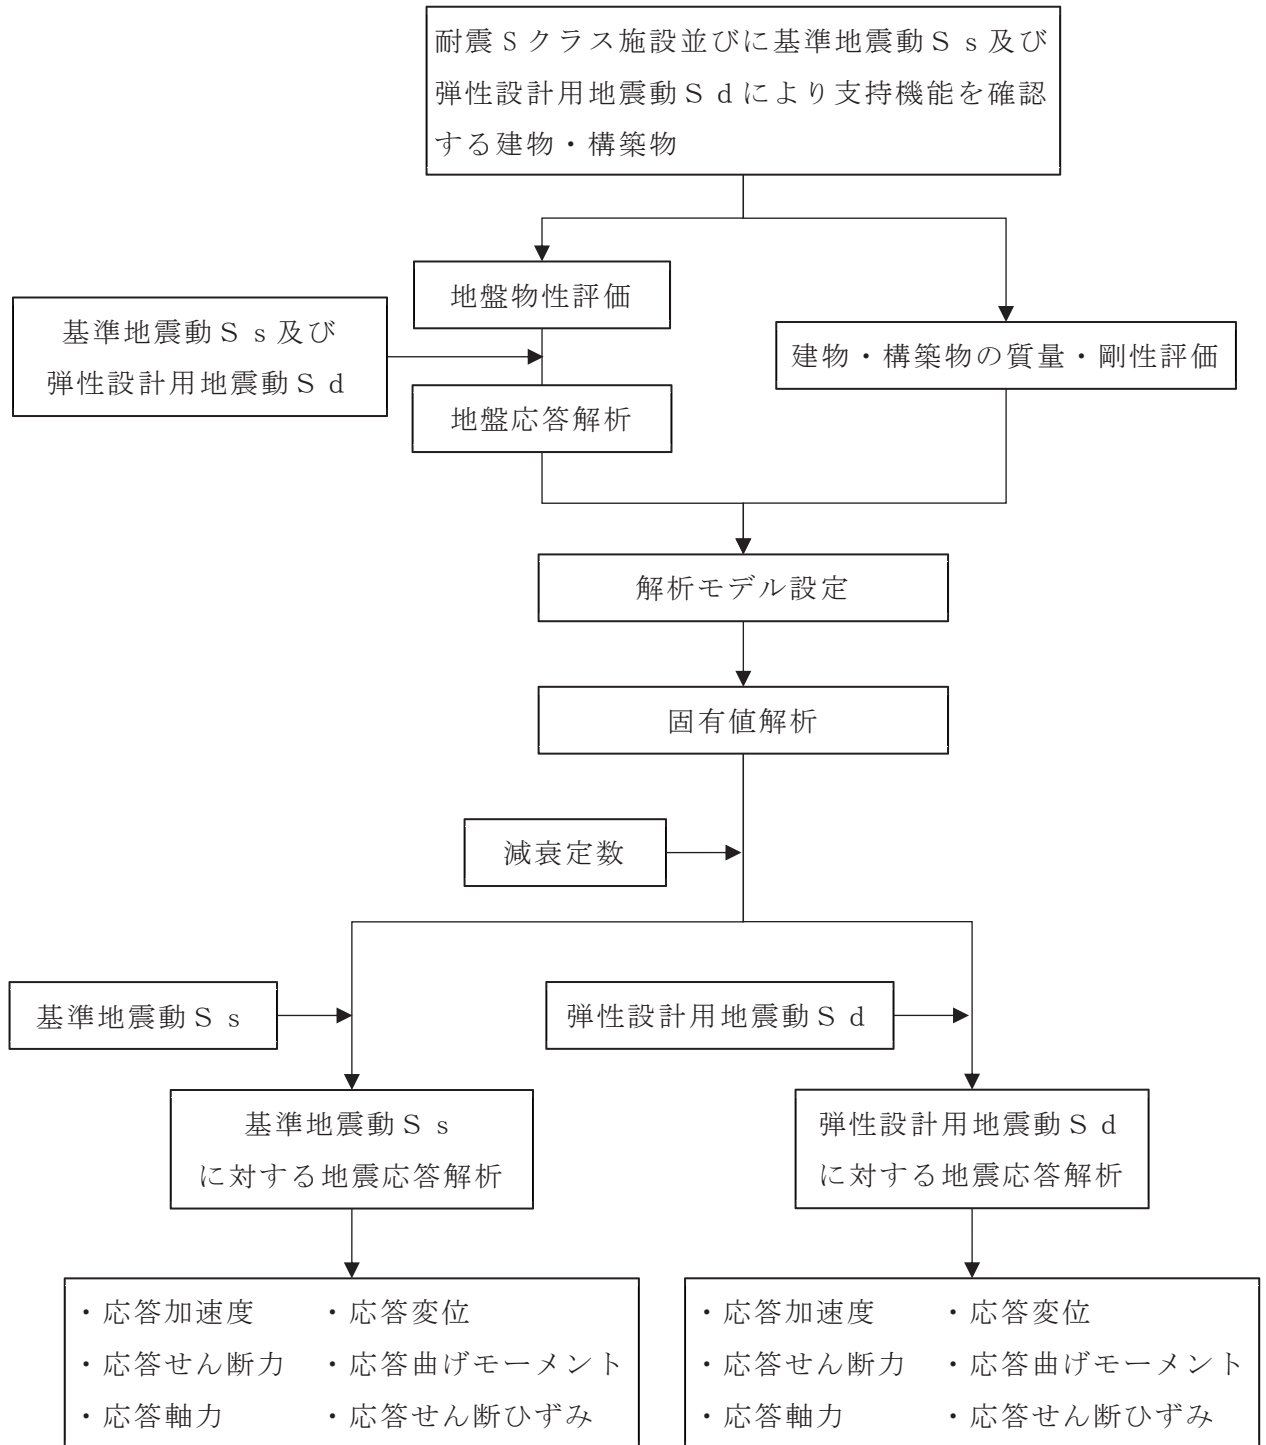 耐震Ｓクラス施設並びに基準地震動Ｓｓ及び
弾性設計用地震動Ｓｄにより支持機能を確認
する建物・構築物
地盤物性評価
基準地震動Ｓｓ及び
弾性設計用地震動Ｓｄ
建物・構築物の質量・剛性評価
地盤応答解析
解析モデル設定
固有値解析
減衰定数
基準地震動Ｓｓ
弾性設計用地震動Ｓｄ
基準地震動Ｓｓ
に対する地震応答解析
弾性設計用地震動Ｓｄ
に対する地震応答解析
・応答加速度　・応答変位
・応答せん断力　・応答曲げモーメント
・応答軸力　・応答せん断ひずみ
・応答加速度　・応答変位
・応答せん断力　・応答曲げモーメント
・応答軸力　・応答せん断ひずみ